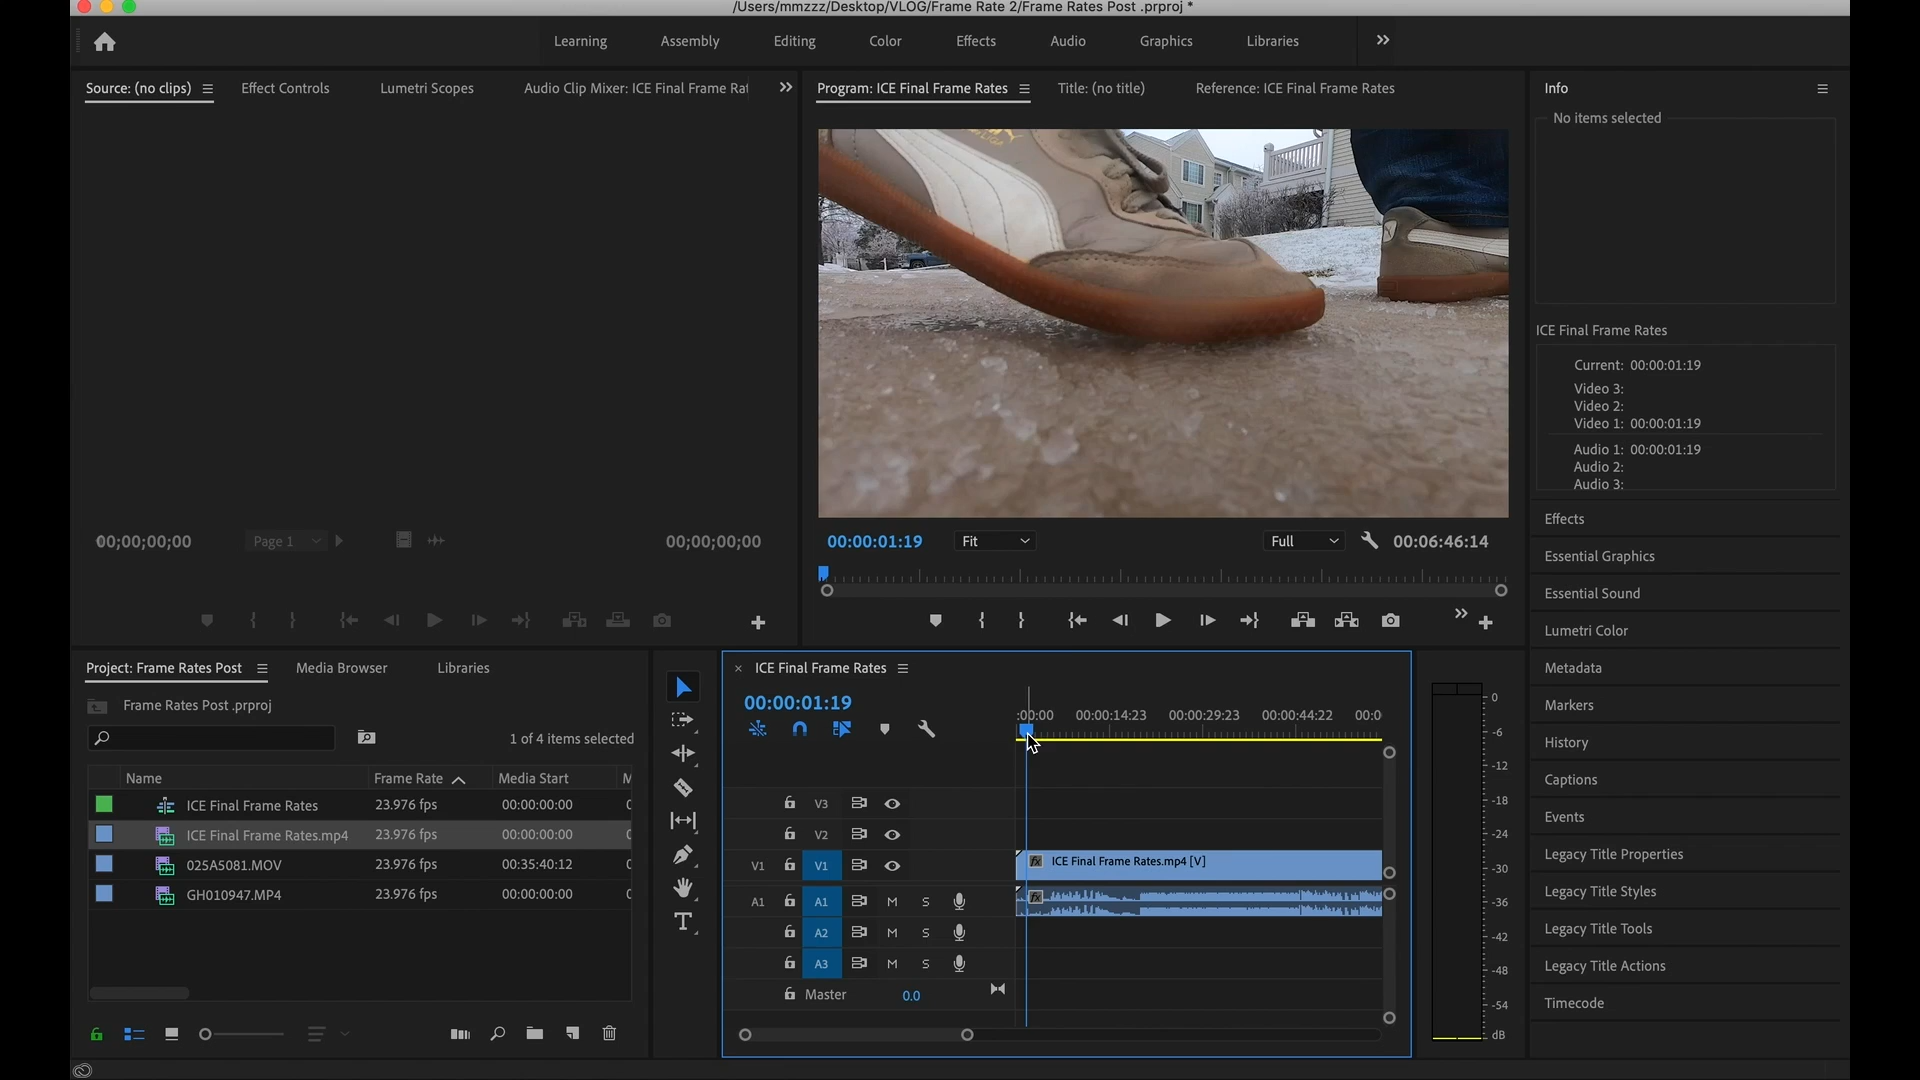 /Users/mmzzz/Desktop/VLOG/Frame Rate 2/Frame Rates Post .prproj *
Learning Assembly Editing Color Effects Audio Graphics Libraries
Source: (no clips) Effect Controls Lumetri Scopes Audio Clip Mixer: ICE Final Frame Rat
Program: ICE Final Frame Rates Title: (no title) Reference: ICE Final Frame Rates
Info
No items selected
ICE Final Frame Rates
Current: 00:00:01:19
Video 3:
Video 2:
Video 1: 00:00:01:19
Audio 1: 00:00:01:19
Audio 2:
Audio 3:
00;00;00;00 Page 1 00;00;00;00
00:00:01:19 Fit Full 00:06:46:14
Effects
Essential Graphics
Essential Sound
Lumetri Color
Metadata
Markers
History
Captions
Events
Legacy Title Properties
Legacy Title Styles
Legacy Title Tools
Legacy Title Actions
Timecode
Project: Frame Rates Post Media Browser Libraries
Frame Rates Post .prproj
1 of 4 items selected
Name Frame Rate Media Start M
ICE Final Frame Rates 23.976 fps 00:00:00:00 0
ICE Final Frame Rates.mp4 23.976 fps 00:00:00:00 0
025A5081.MOV 23.976 fps 00:35:40:12 0
GH010947.MP4 23.976 fps 00:00:00:00 0
ICE Final Frame Rates
00:00:01:19
:00:00 00:00:14:23 00:00:29:23 00:00:44:22 00:0
V3
V2
V1 V1 fx ICE Final Frame Rates.mp4 [V]
A1 A1 M S fx
A2 M S
A3 M S
Master 0.0
0
-6
-12
-18
-24
-30
-36
-42
-48
-54
dB